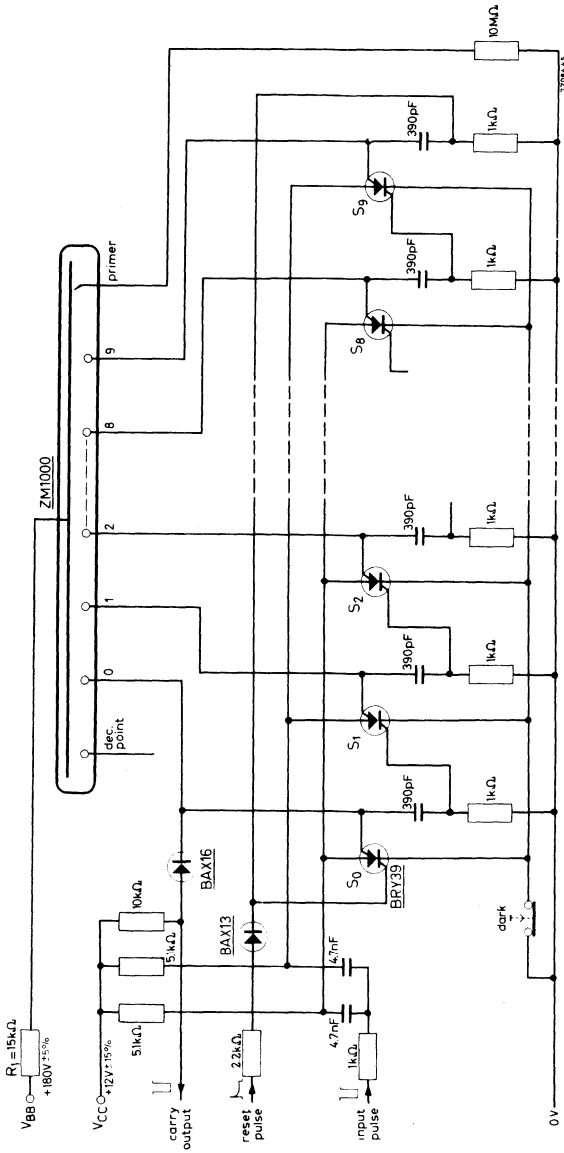 R1=15kΩ
VBB
+180V ±5%
VCC
+12V ±15%
carry output
reset pulse
input pulse
0V
ZM1000
dec. point
0
1
2
8
9
primer
10kΩ
5.1kΩ
5.1kΩ
BAX16
BAX13
2.2kΩ
4.7nF
4.7nF
1kΩ
dark
S0
BRY39
S1
S2
S8
S9
390pF
1kΩ
390pF
1kΩ
390pF
1kΩ
390pF
1kΩ
390pF
1kΩ
10MΩ